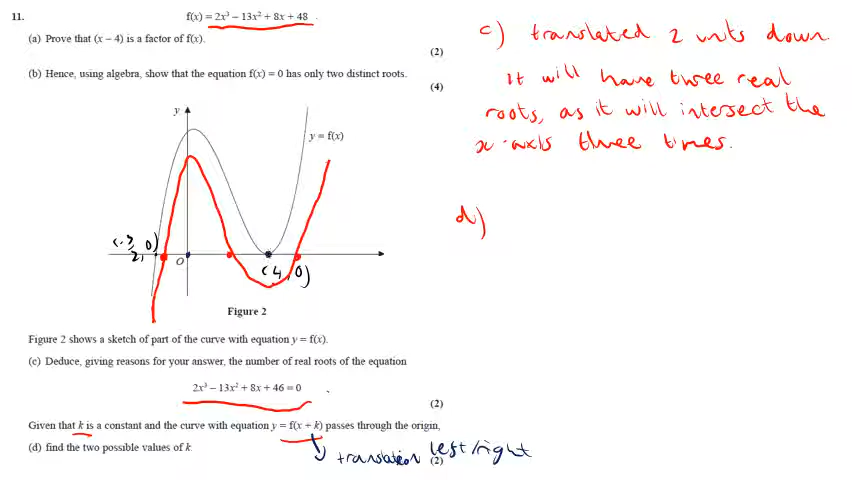 11.
f(x) = 2x³ – 13x² + 8x + 48
(a) Prove that (x – 4) is a factor of f(x).
(2)
(b) Hence, using algebra, show that the equation f(x) = 0 has only two distinct roots.
(4)
y
y = f(x)
(-3/2, 0)
O
(4, 0)
x
Figure 2
Figure 2 shows a sketch of part of the curve with equation y = f(x).
(c) Deduce, giving reasons for your answer, the number of real roots of the equation
2x³ – 13x² + 8x + 46 = 0
(2)
Given that k is a constant and the curve with equation y = f(x + k) passes through the origin,
(d) find the two possible values of k.
(2)
translation left/right
c) translated 2 units down.
It will have three real
roots, as it will intersect the
x-axis three times.
d)